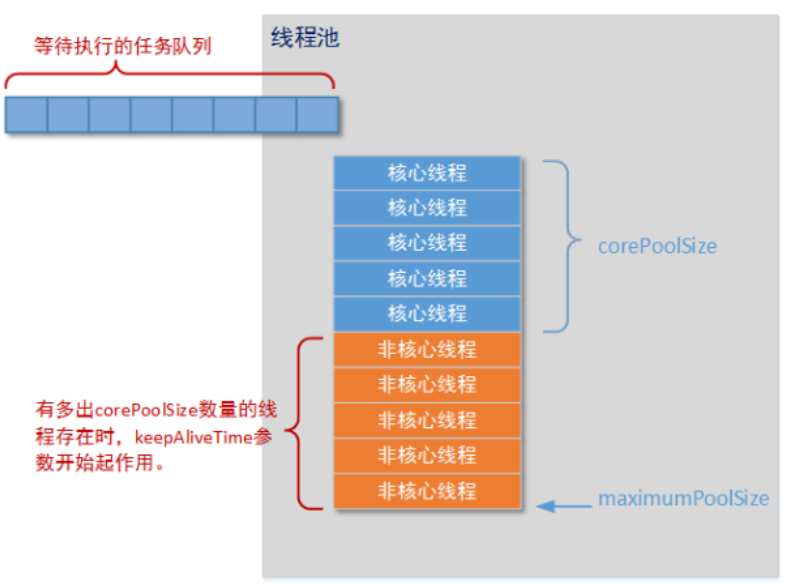 等待执行的任务队列
线程池
核心线程
核心线程
核心线程
核心线程
核心线程
corePoolSize
非核心线程
非核心线程
非核心线程
非核心线程
非核心线程
有多出corePoolSize数量的线
程存在时，keepAliveTime参
数开始起作用。
maximumPoolSize